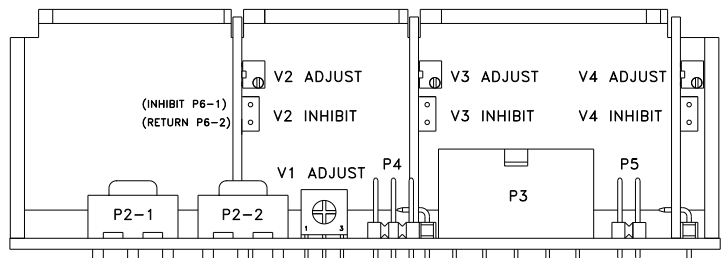 V2 ADJUST
V3 ADJUST
V4 ADJUST
(INHIBIT P6-1)
(RETURN P6-2)
V2 INHIBIT
V3 INHIBIT
V4 INHIBIT
V1 ADJUST
P4
P5
P3
P2-1
P2-2
1
3